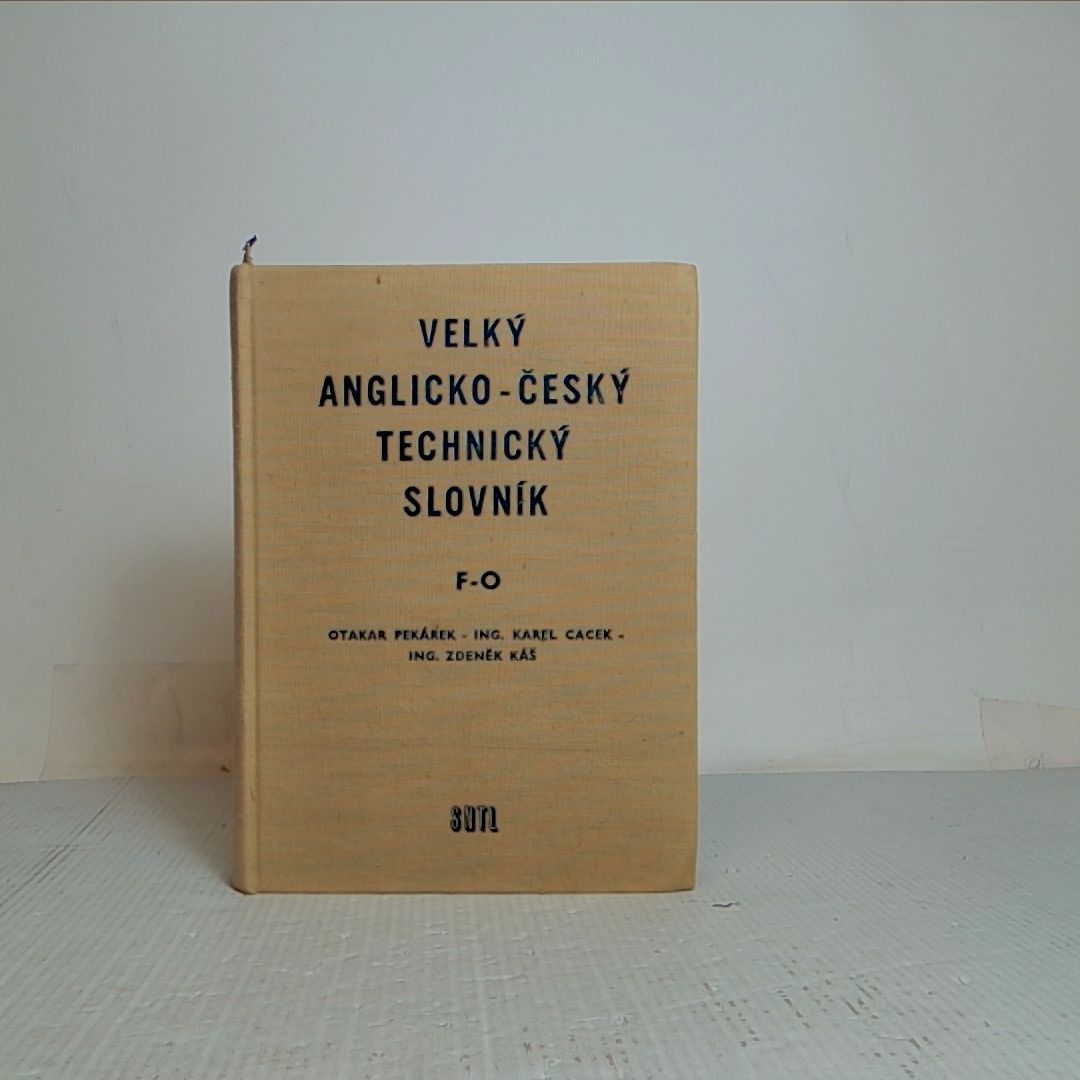 VELKÝ
ANGLICKO-ČESKÝ
TECHNICKÝ
SLOVNÍK
F-O
OTAKAR PEKÁREK - ING. KAREL CACEK -
ING. ZDENĚK KÁŠ
SNTL